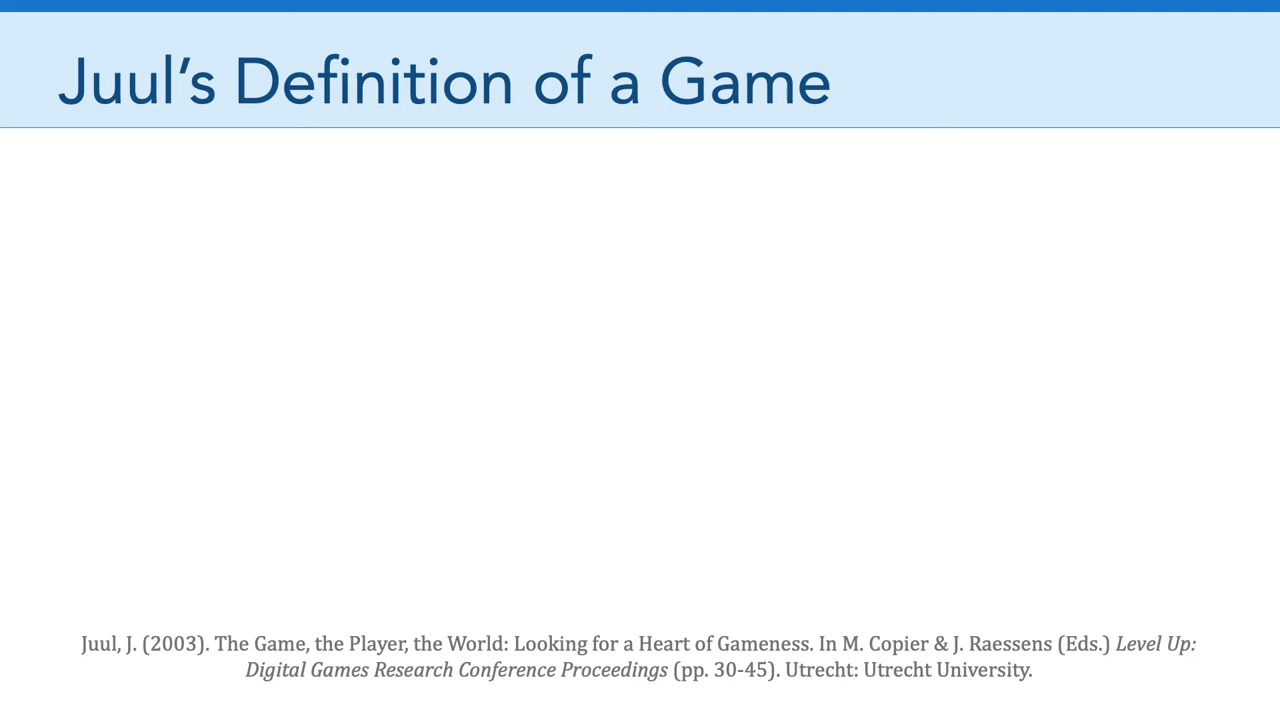 Juul’s Definition of a Game
Juul, J. (2003). The Game, the Player, the World: Looking for a Heart of Gameness. In M. Copier & J. Raessens (Eds.) Level Up:
Digital Games Research Conference Proceedings (pp. 30-45). Utrecht: Utrecht University.